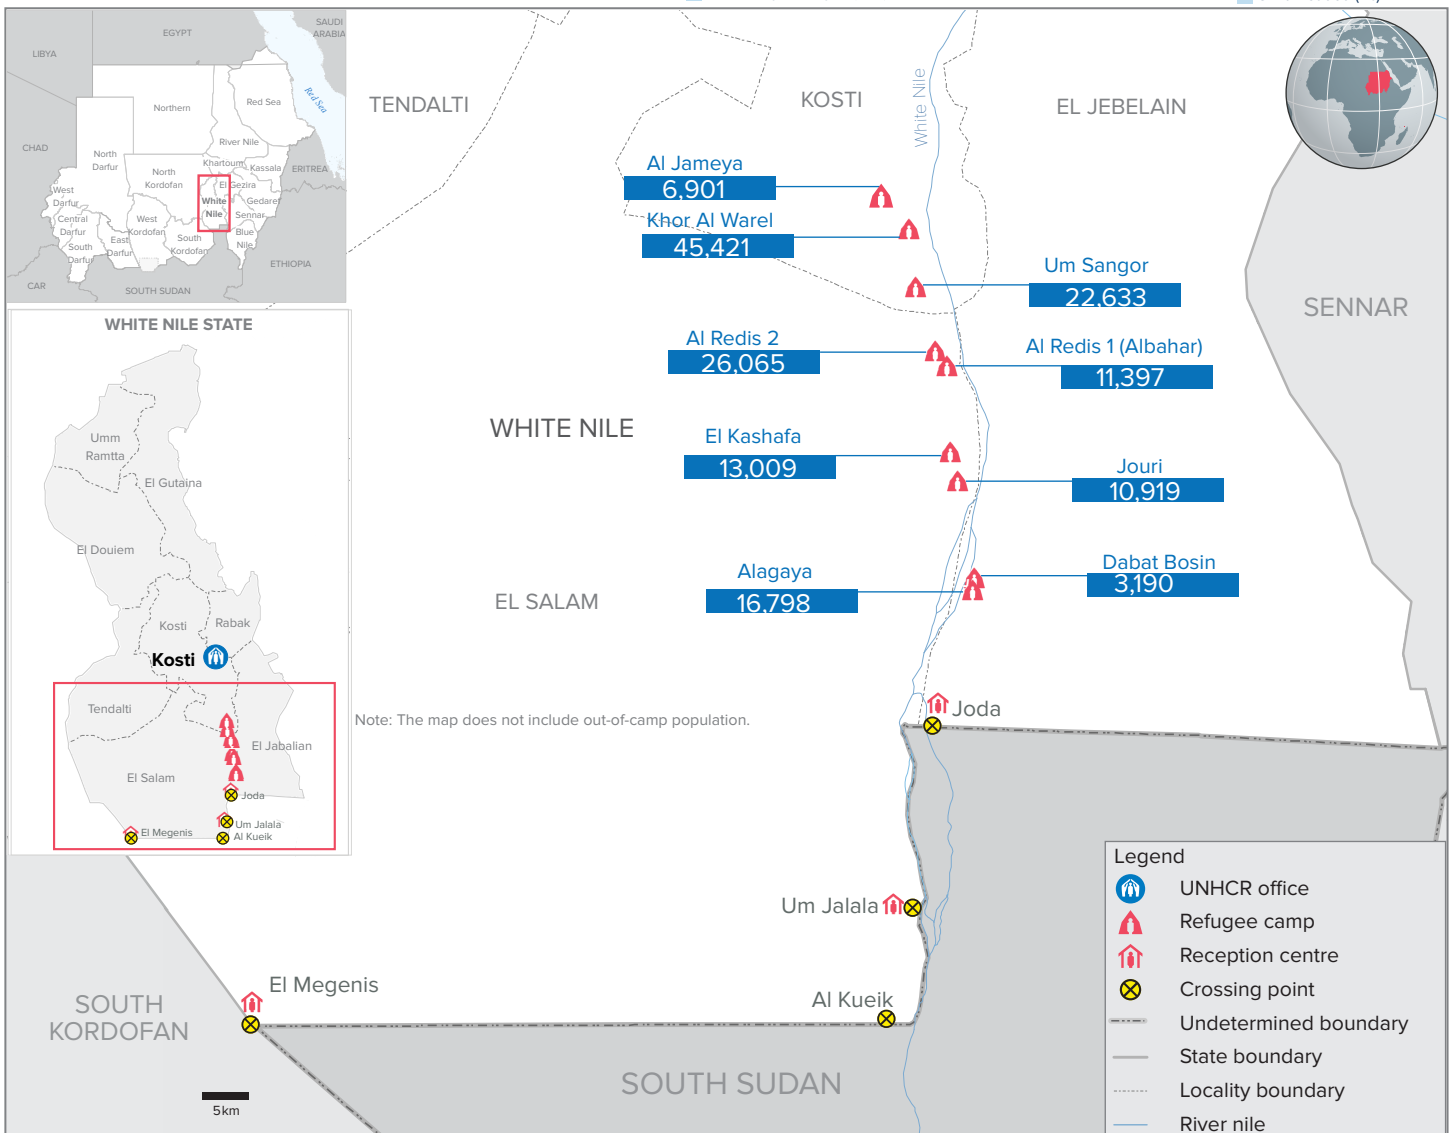 SAUDI
ARABIA
EGYPT
LIBYA
Red Sea
Northern
Red Sea
River Nile
CHAD
North
Darfur
Khartoum
Kassala
ERITREA
North
Kordofan
El Gezira
West
Darfur
White
Nile
Gedaref
Sennar
Central
Darfur
West
Kordofan
South
Kordofan
Blue
Nile
East
Darfur
South
Darfur
ETHIOPIA
CAR
SOUTH SUDAN
WHITE NILE STATE
Umm
Ramtta
El Gutaina
El Douiem
Kosti
Rabak
Kosti
Tendalti
El Jabalian
El Salam
Joda
Um Jalala
El Megenis
Al Kueik
TENDALTI
KOSTI
White Nile
EL JEBELAIN
Al Jameya
6,901
Khor Al Warel
45,421
Um Sangor
22,633
SENNAR
Al Redis 2
26,065
Al Redis 1 (Albahar)
11,397
WHITE NILE
El Kashafa
13,009
Jouri
10,919
Alagaya
16,798
Dabat Bosin
3,190
EL SALAM
Joda
Note: The map does not include out-of-camp population.
Um Jalala
El Megenis
Al Kueik
SOUTH
KORDOFAN
SOUTH SUDAN
5km
Legend
UNHCR office
Refugee camp
Reception centre
Crossing point
Undetermined boundary
State boundary
Locality boundary
River nile